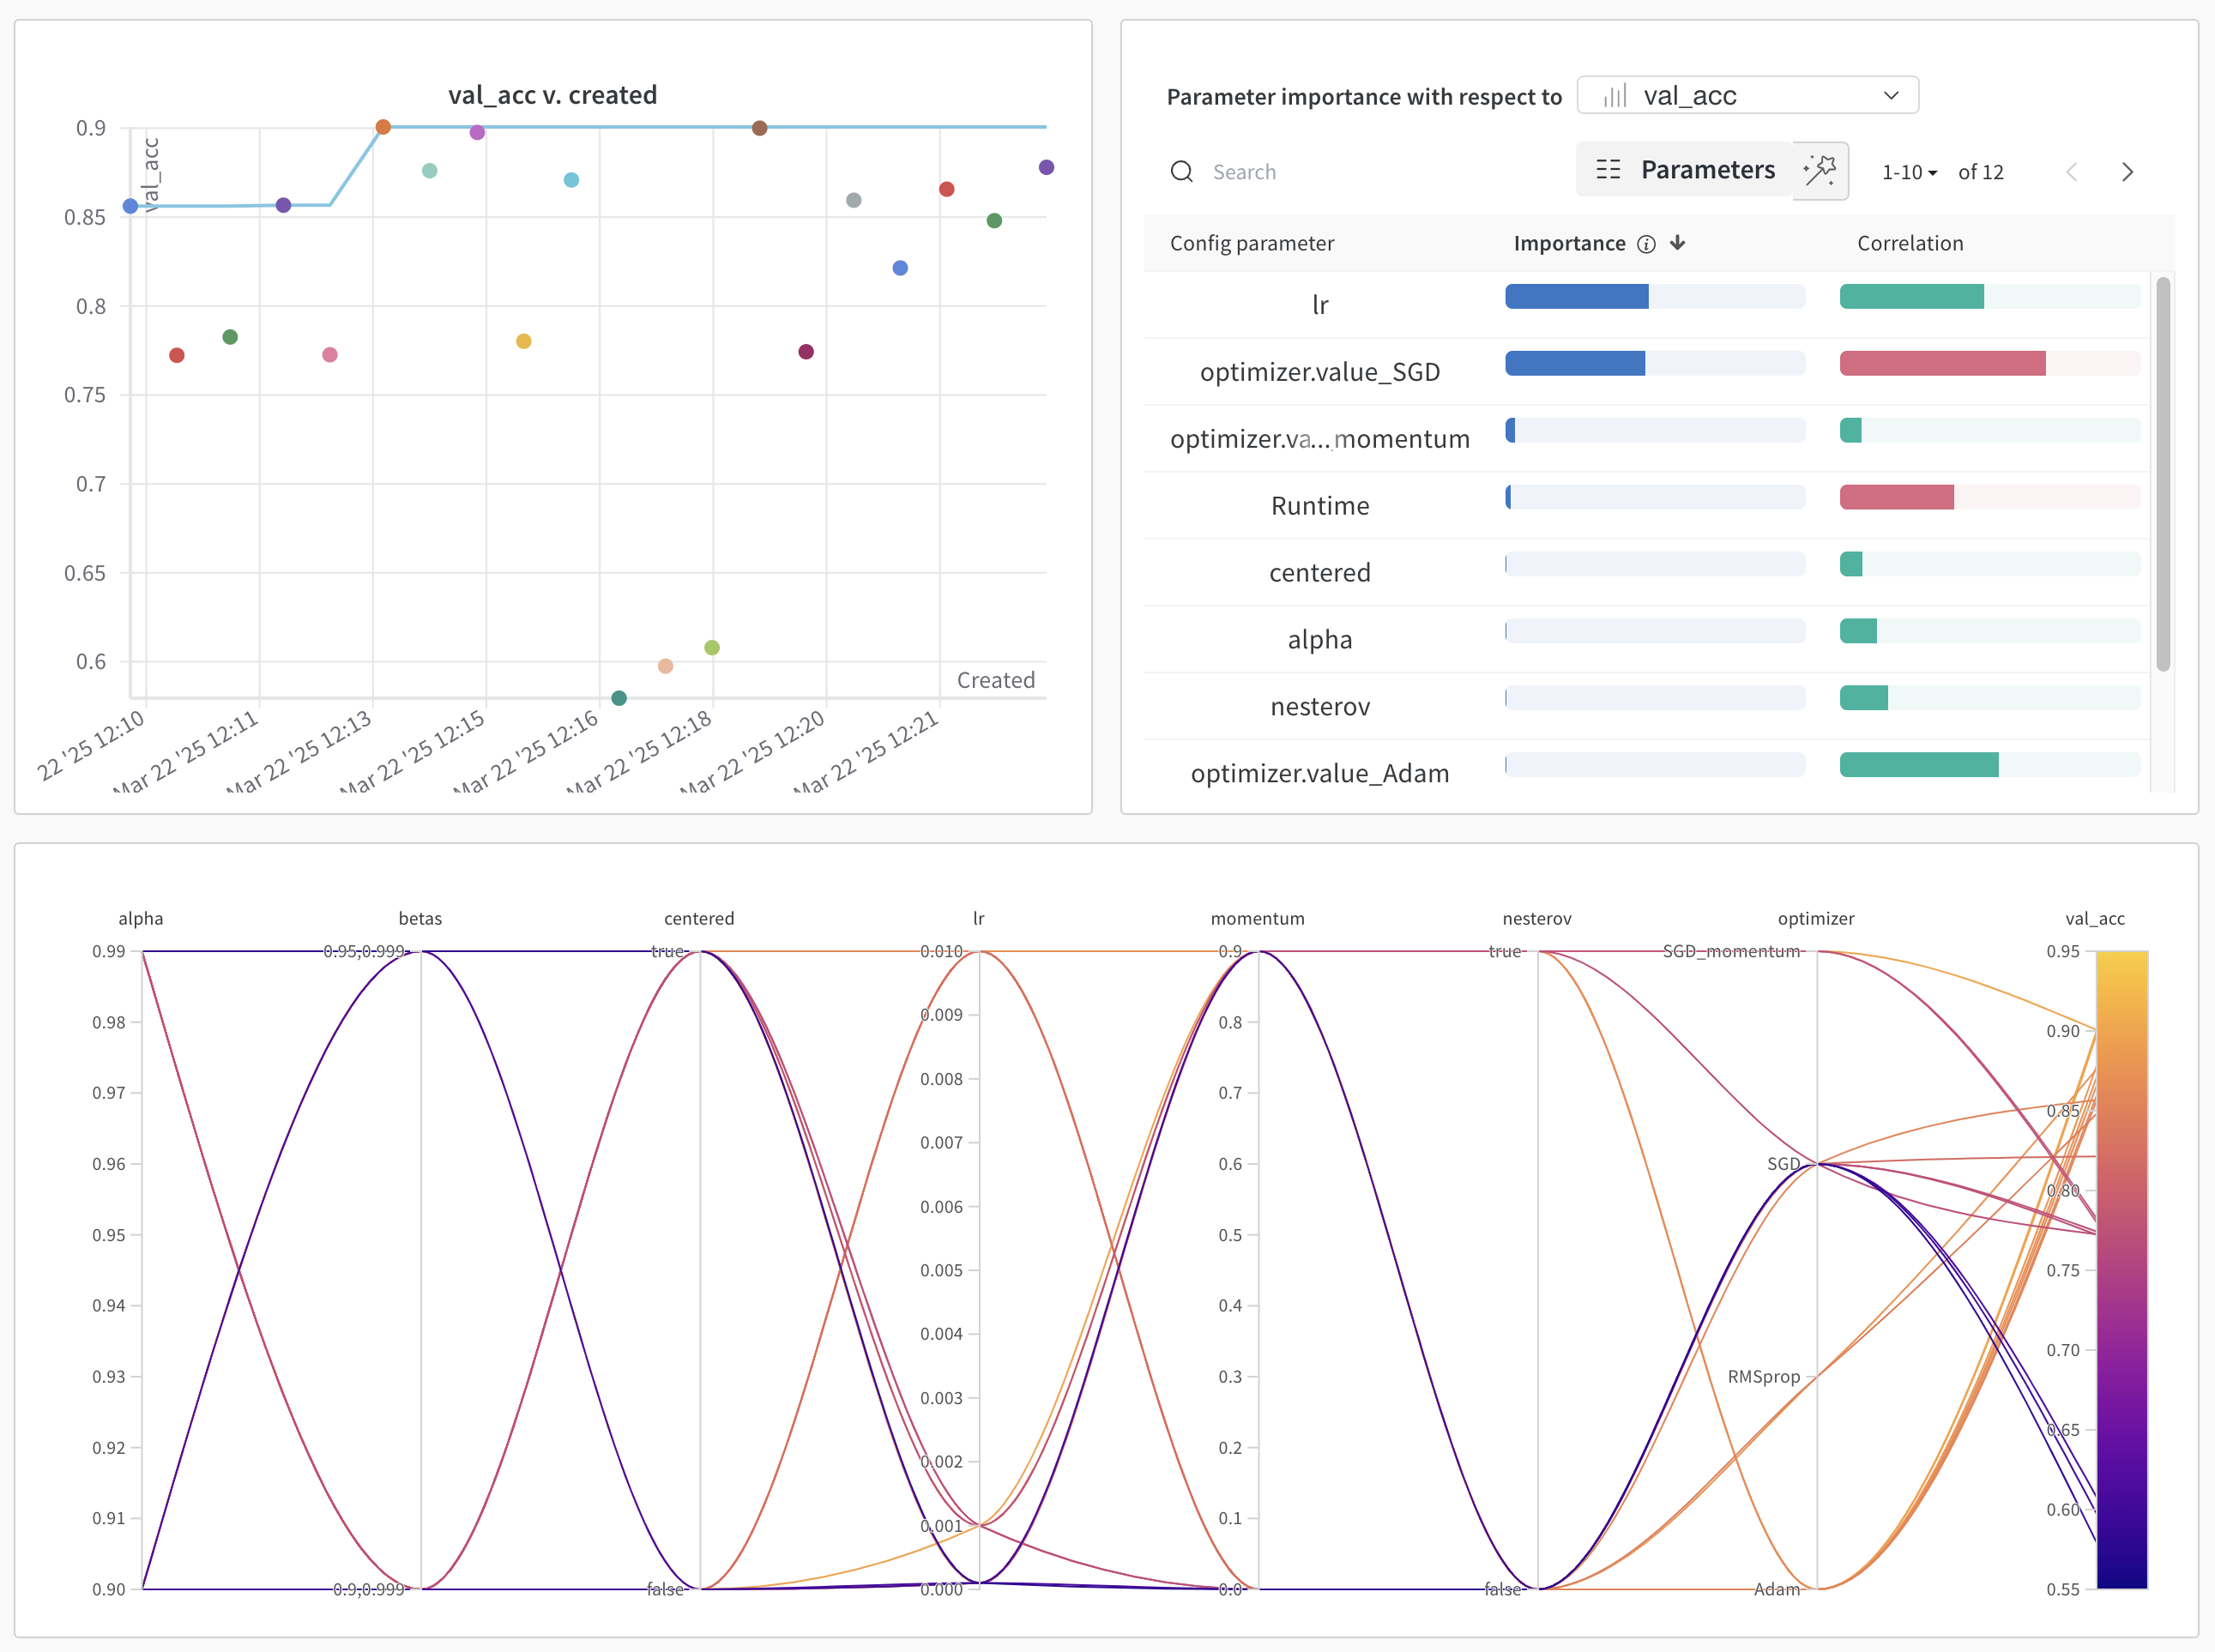 val_acc v. created
val_acc
0.9
0.85
0.8
0.75
0.7
0.65
0.6
Created
22 '25 12:10
Mar 22 '25 12:11
Mar 22 '25 12:13
Mar 22 '25 12:15
Mar 22 '25 12:16
Mar 22 '25 12:18
Mar 22 '25 12:20
Mar 22 '25 12:21
Parameter importance with respect to val_acc
Search Parameters 1-10 of 12
Config parameter Importance Correlation
lr
optimizer.value_SGD
optimizer.va..._momentum
Runtime
centered
alpha
nesterov
optimizer.value_Adam
alpha betas centered lr momentum nesterov optimizer val_acc
0.99
0.98
0.97
0.96
0.95
0.94
0.93
0.92
0.91
0.90
0.95,0.999
0.9,0.999
true
false
0.010
0.009
0.008
0.007
0.006
0.005
0.004
0.003
0.002
0.001
0.000
0.9
0.8
0.7
0.6
0.5
0.4
0.3
0.2
0.1
0.0
true
false
SGD_momentum
SGD
RMSprop
Adam
0.95
0.90
0.85
0.80
0.75
0.70
0.65
0.60
0.55